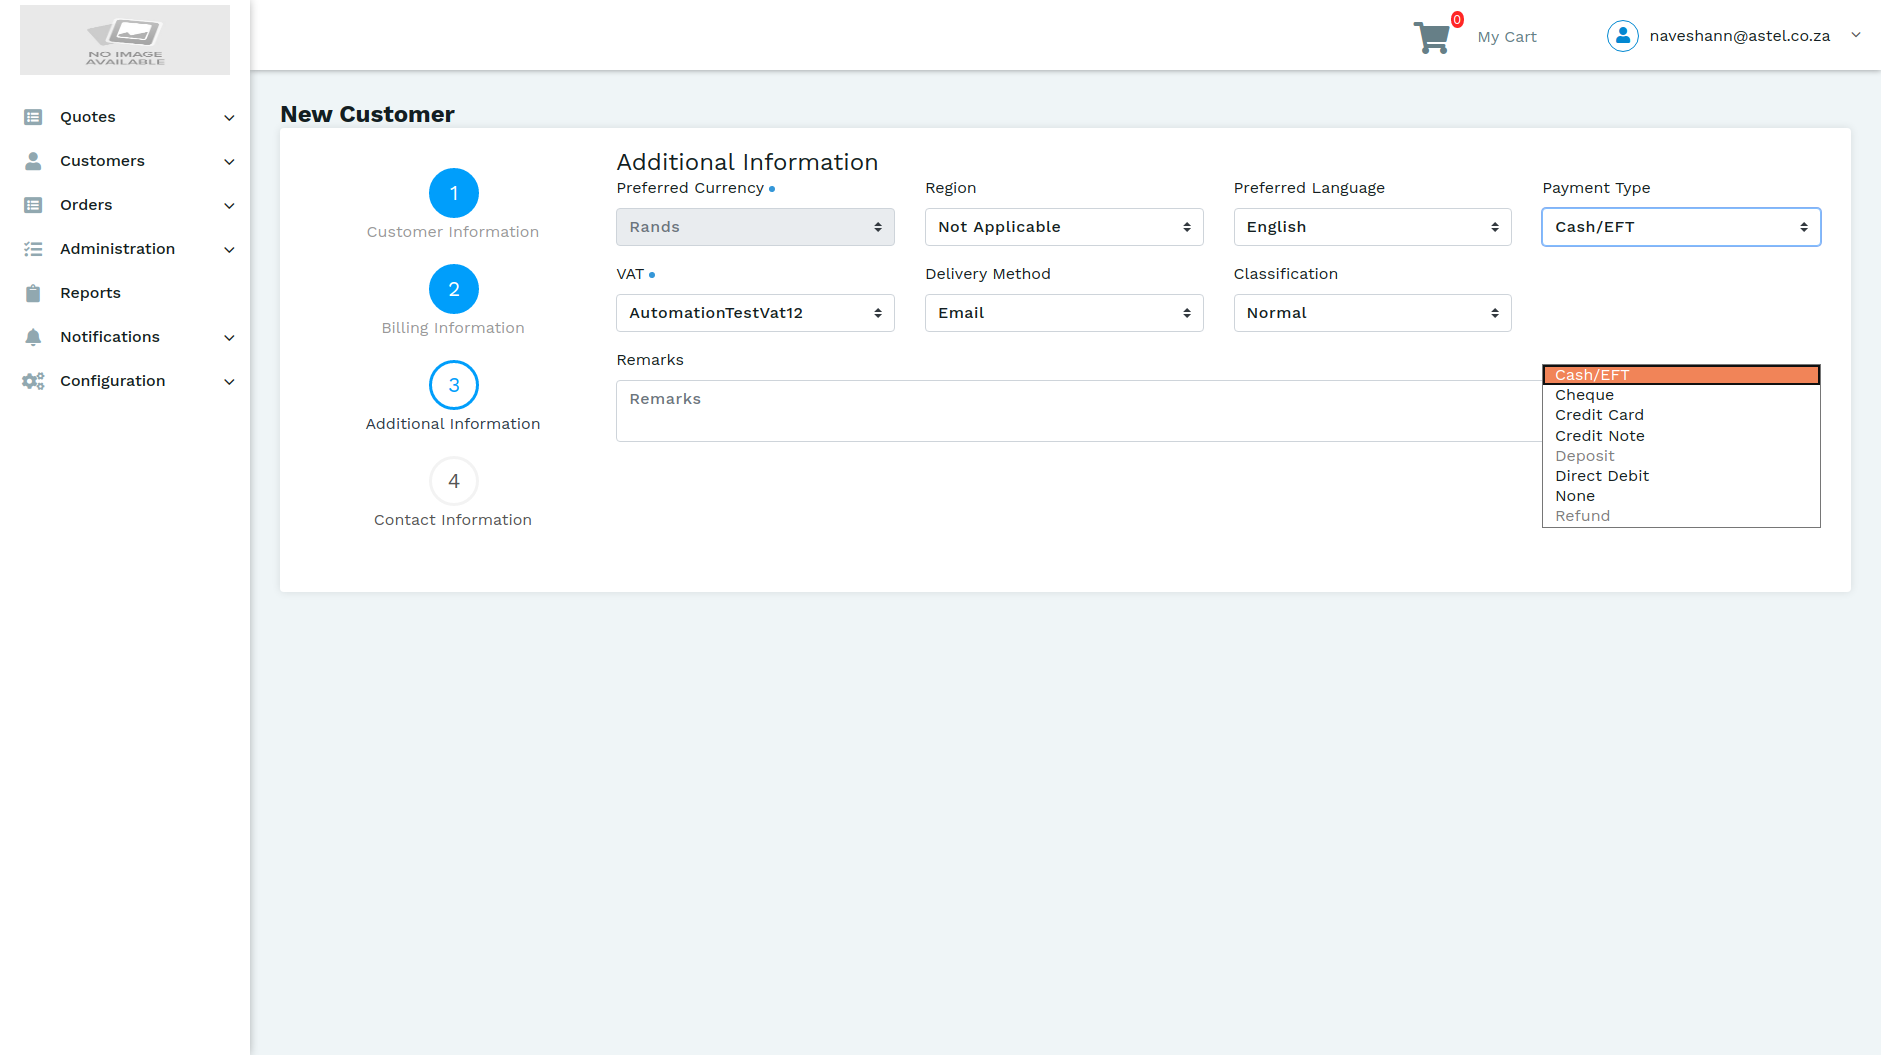 NO IMAGE
AVAILABLE
Quotes
Customers
Orders
Administration
Reports
Notifications
Configuration
0
My Cart
naveshann@astel.co.za
New Customer
1
Customer Information
2
Billing Information
3
Additional Information
4
Contact Information
Additional Information
Preferred Currency
Region
Preferred Language
Payment Type
Rands
Not Applicable
English
Cash/EFT
VAT
Delivery Method
Classification
AutomationTestVat12
Email
Normal
Remarks
Remarks
Cash/EFT
Cheque
Credit Card
Credit Note
Deposit
Direct Debit
None
Refund